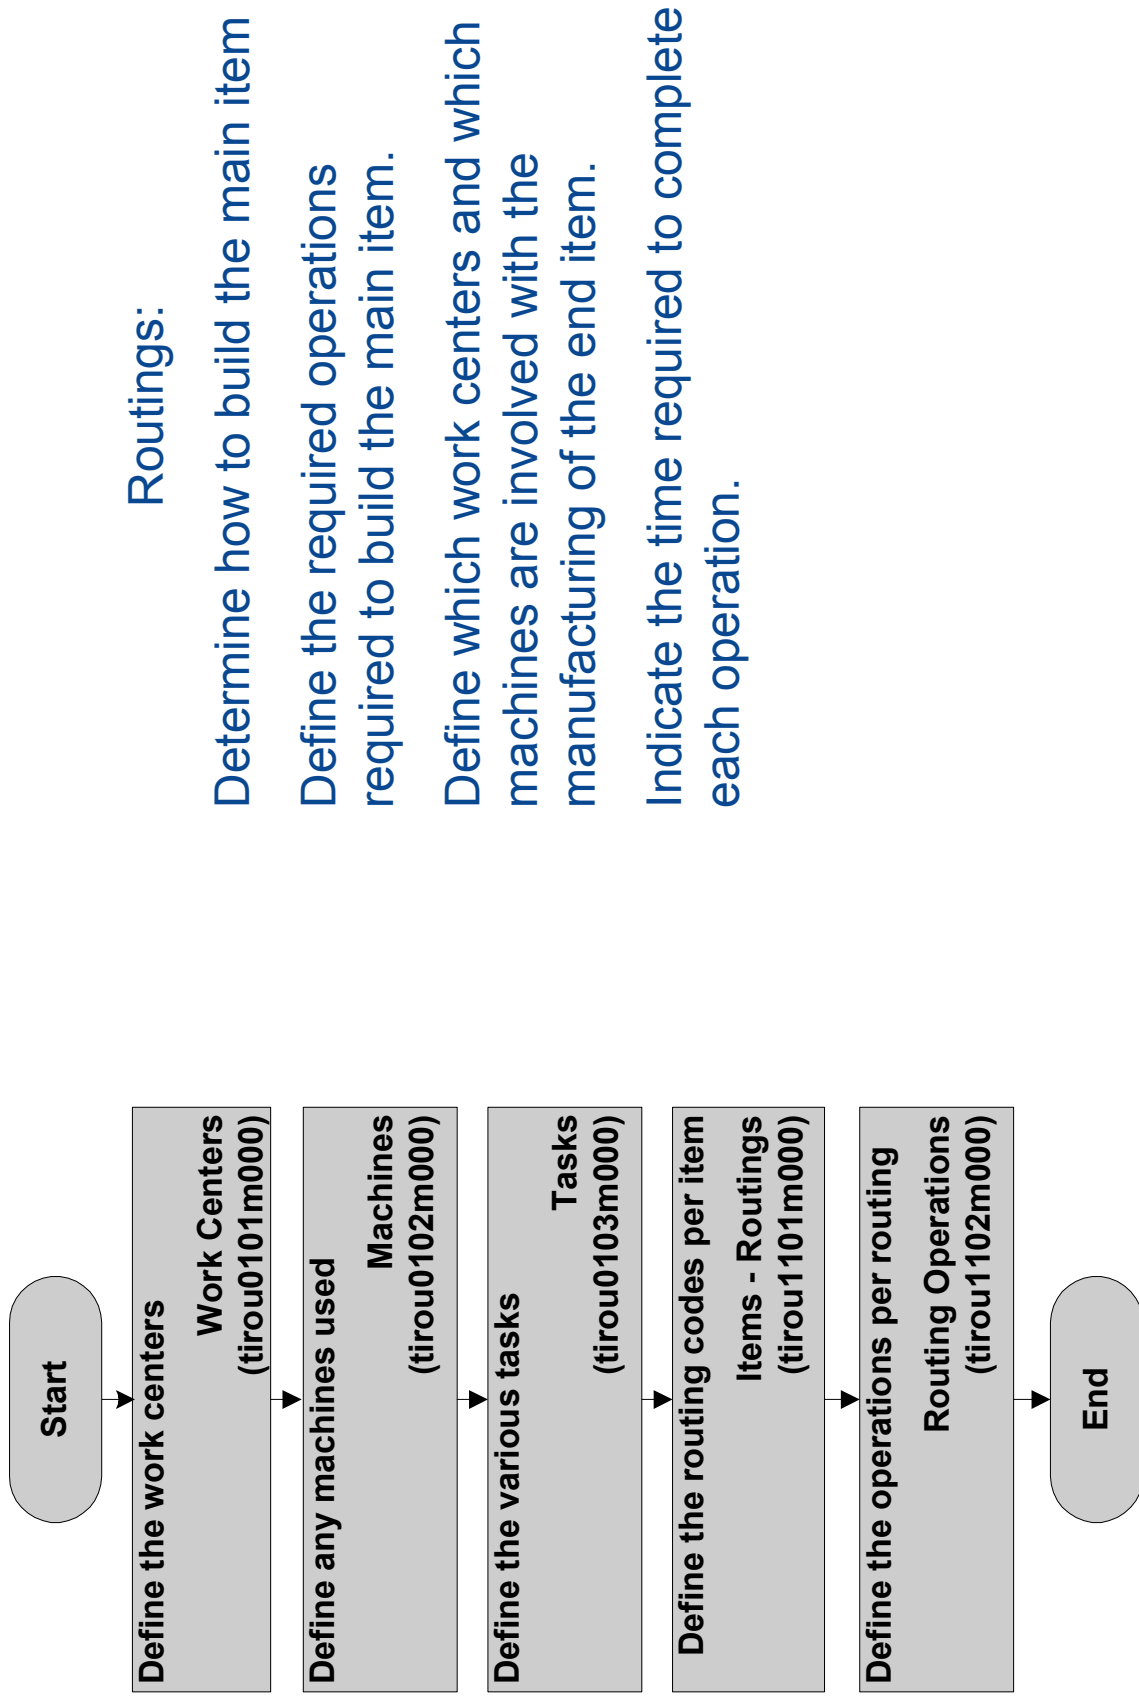 Start
Define the work centers
Work Centers
(tirou0101m000)
Define any machines used
Machines
(tirou0102m000)
Define the various tasks
Tasks
(tirou0103m000)
Define the routing codes per item
Items - Routings
(tirou1101m000)
Define the operations per routing
Routing Operations
(tirou1102m000)
End
Routings:
Determine how to build the main item
Define the required operations
required to build the main item.
Define which work centers and which
machines are involved with the
manufacturing of the end item.
Indicate the time required to complete
each operation.